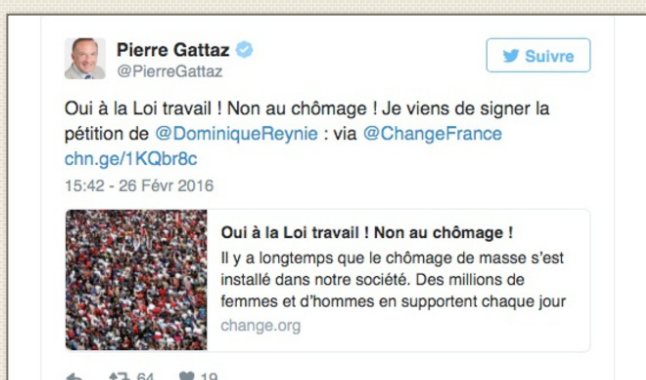 Pierre Gattaz
@PierreGattaz
Suivre
Oui à la Loi travail ! Non au chômage ! Je viens de signer la
pétition de @DominiqueReynie : via @ChangeFrance
chn.ge/1KQbr8c
15:42 - 26 Févr 2016
Oui à la Loi travail ! Non au chômage !
Il y a longtemps que le chômage de masse s'est
installé dans notre société. Des millions de
femmes et d'hommes en supportent chaque jour
change.org
64 19